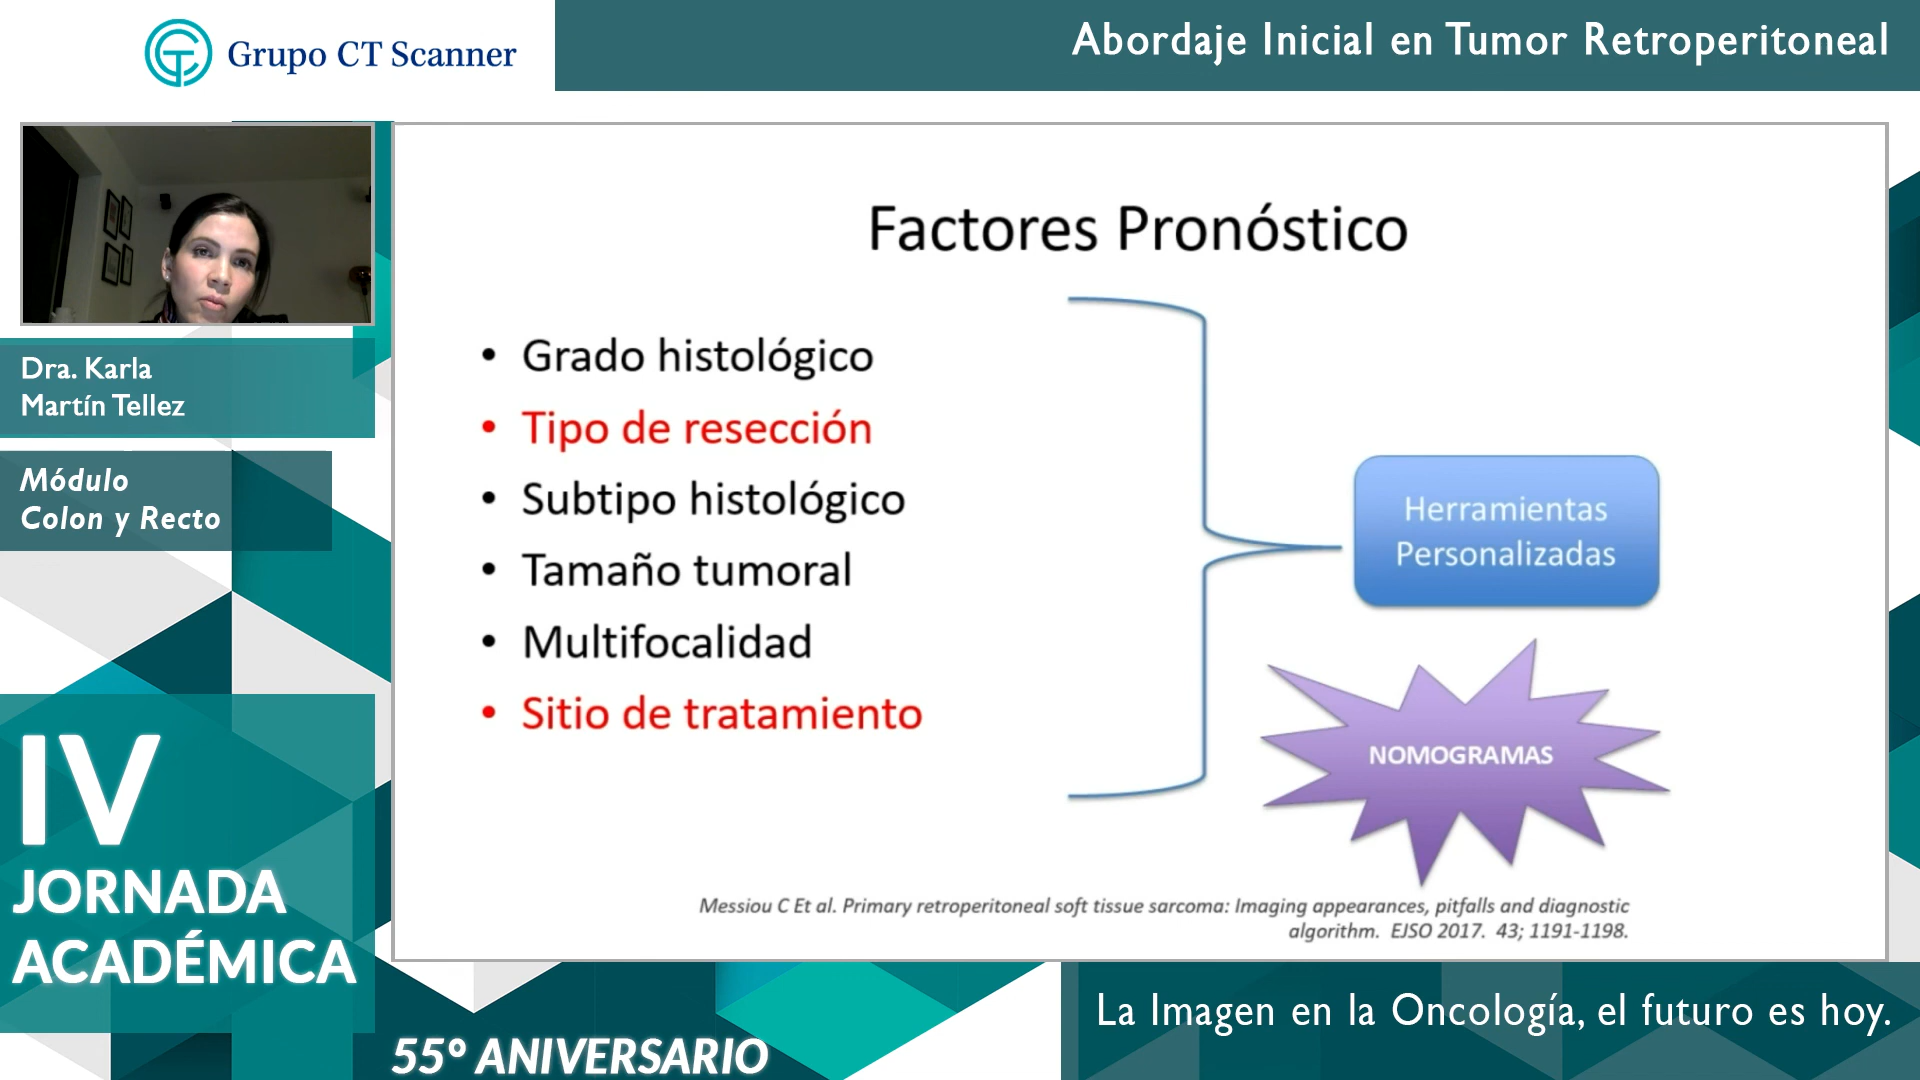 Grupo CT Scanner
Abordaje Inicial en Tumor Retroperitoneal
Dra. Karla
Martín Tellez
Módulo
Colon y Recto
IV
JORNADA
ACADÉMICA
55º ANIVERSARIO
Factores Pronóstico
• Grado histológico
• Tipo de resección
• Subtipo histológico
• Tamaño tumoral
• Multifocalidad
• Sitio de tratamiento
Herramientas
Personalizadas
NOMOGRAMAS
Messiou C Et al. Primary retroperitoneal soft tissue sarcoma: Imaging appearances, pitfalls and diagnostic
algorithm. EJSO 2017. 43; 1191-1198.
La Imagen en la Oncología, el futuro es hoy.